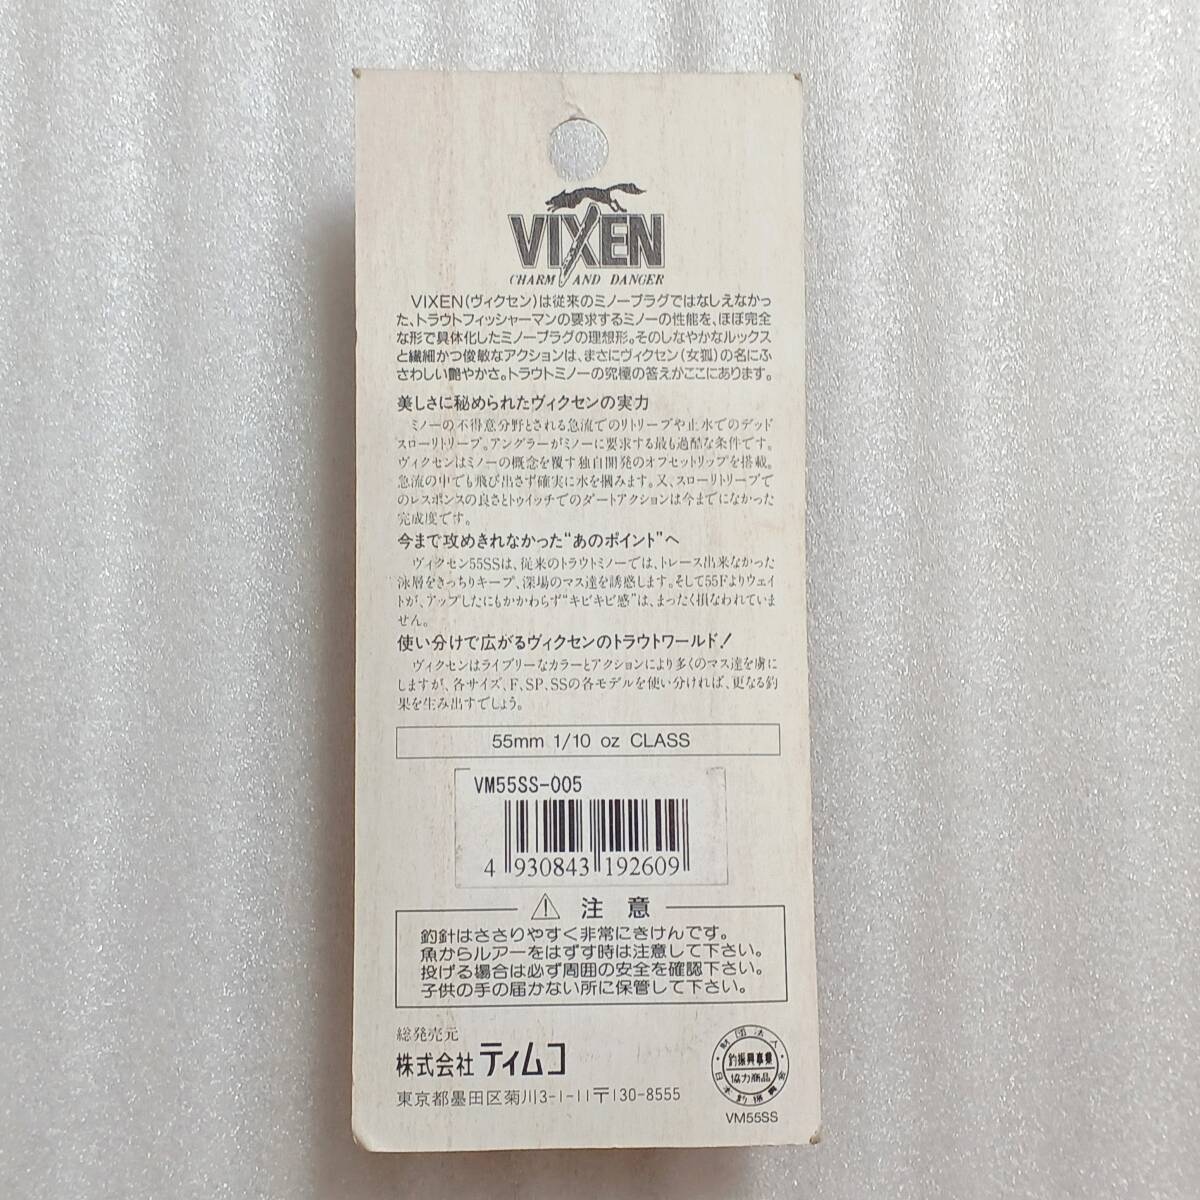 VIXEN
CHARM AND DANGER
VIXEN(ヴィクセン)は従来のミノープラグではなしえなかっ
た、トラウトフィッシャーマンの要求するミノーの性能を、ほぼ完全
な形で具体化したミノープラグの理想形。そのしなやかなルックス
と繊細かつ俊敏なアクションは、まさにヴィクセン(女狐)の名にふ
さわしい艶やかさ。トラウトミノーの究極の答えがここにあります。
美しさに秘められたヴィクセンの実力
ミノーの不得意分野とされる急流でのリトリーブや止水でのデッド
スローリトリーブ。アングラーがミノーに要求する最も過酷な条件です。
ヴィクセンはミノーの概念を覆す独自開発のオフセットリップを搭載。
急流の中でも飛び出さず確実に水を掴みます。又、スローリトリーブで
のレスポンスの良さとトゥイッチでのダートアクションは今までになかった
完成度です。
今まで攻めきれなかった“あのポイント”へ
ヴィクセン55SSは、従来のトラウトミノーでは、トレース出来なかった
泳層をきっちりキープ、深場のマス達を誘惑します。そして55Fよりウェイ
トが、アップしたにもかかわらず“キビキビ感”は、まったく損なわれていま
せん。
使い分けで広がるヴィクセンのトラウトワールド!
ヴィクセンはライブリーなカラーとアクションにより多くのマス達を虜に
しますが、各サイズ、F、SP、SSの各モデルを使い分ければ、更なる釣
果を生み出すでしょう。
55mm 1/10 oz CLASS
VM55SS-005
4 930843 192609
注 意
釣針はささりやすく非常にきけんです。
魚からルアーをはずす時は注意して下さい。
投げる場合は必ず周囲の安全を確認下さい。
子供の手の届かない所に保管して下さい。
総発売元
株式会社 ティムコ
東京都墨田区菊川3-1-11〒130-8555
財団法人
釣振興事業
協力商品
日本釣振興会
VM55SS